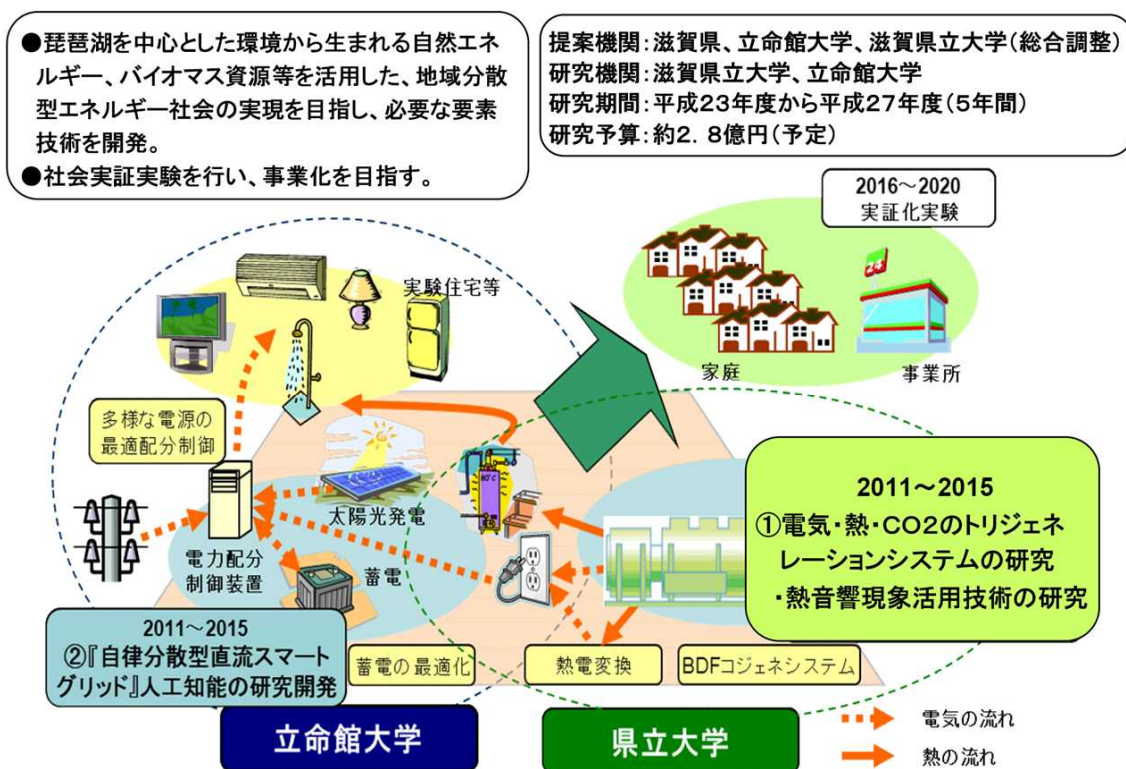 ●琵琶湖を中心とした環境から生まれる自然エネ
ルギー、バイオマス資源等を活用した、地域分散
型エネルギー社会の実現を目指し、必要な要素
技術を開発。
●社会実証実験を行い、事業化を目指す。
提案機関:滋賀県、立命館大学、滋賀県立大学(総合調整)
研究機関:滋賀県立大学、立命館大学
研究期間:平成23年度から平成27年度(5年間)
研究予算:約2.8億円(予定)
2016～2020
実証化実験
実験住宅等
家庭
事業所
多様な電源の
最適配分制御
太陽光発電
80℃
電力配分
制御装置
蓄電
2011～2015
①電気・熱・CO2のトリジェネ
レーションシステムの研究
・熱音響現象活用技術の研究
2011～2015
②『自律分散型直流スマート
グリッド』人工知能の研究開発
蓄電の最適化
熱電変換
BDFコジェネシステム
立命館大学
県立大学
電気の流れ
熱の流れ